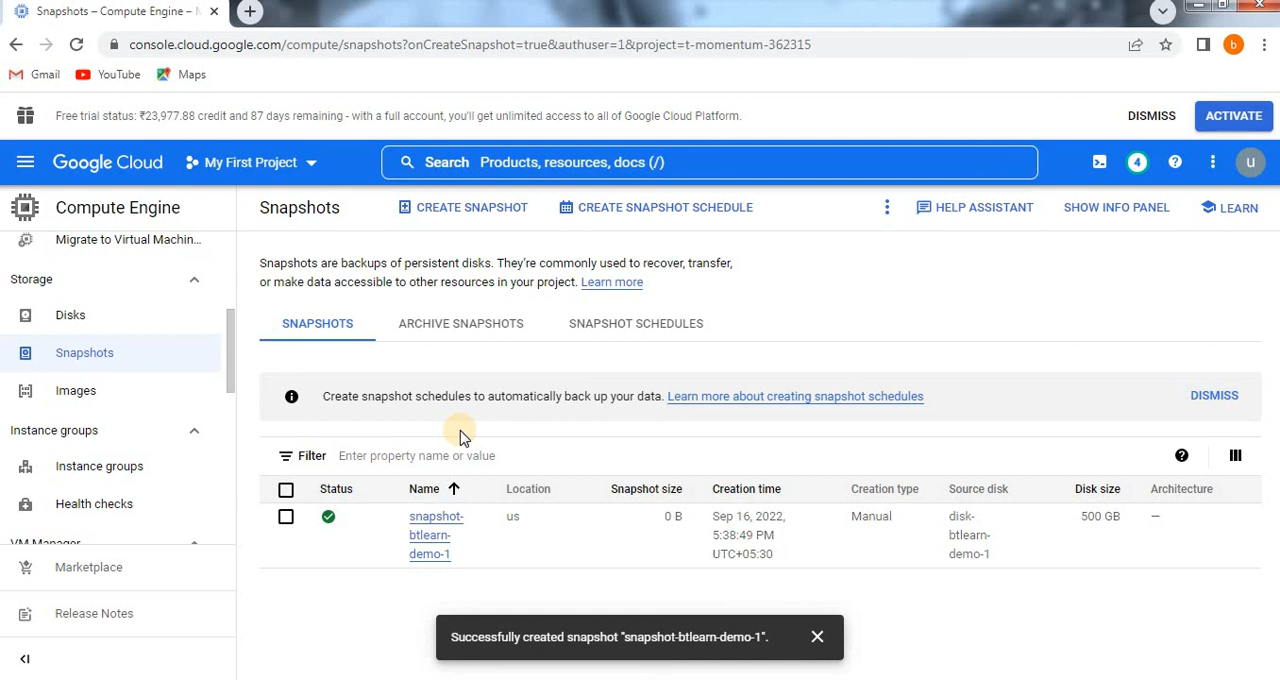 Snapshots – Compute Engine –
console.cloud.google.com/compute/snapshots?onCreateSnapshot=true&authuser=1&project=t-momentum-362315
b
Gmail
YouTube
Maps
Free trial status: ₹23,977.88 credit and 87 days remaining - with a full account, you'll get unlimited access to all of Google Cloud Platform.
DISMISS
ACTIVATE
Google Cloud
My First Project
Search Products, resources, docs (/)
4
u
Compute Engine
Snapshots
CREATE SNAPSHOT
CREATE SNAPSHOT SCHEDULE
HELP ASSISTANT
SHOW INFO PANEL
LEARN
Migrate to Virtual Machin...
Storage
Disks
Snapshots
Images
Instance groups
Instance groups
Health checks
VM Manager
Marketplace
Release Notes
Snapshots are backups of persistent disks. They're commonly used to recover, transfer,
or make data accessible to other resources in your project. Learn more
SNAPSHOTS
ARCHIVE SNAPSHOTS
SNAPSHOT SCHEDULES
Create snapshot schedules to automatically back up your data. Learn more about creating snapshot schedules
DISMISS
Filter Enter property name or value
Status Name Location Snapshot size Creation time Creation type Source disk Disk size Architecture
snapshot- us 0 B Sep 16, 2022, Manual disk- 500 GB —
btlearn- 5:38:49 PM btlearn-
demo-1 UTC+05:30 demo-1
Successfully created snapshot "snapshot-btlearn-demo-1".